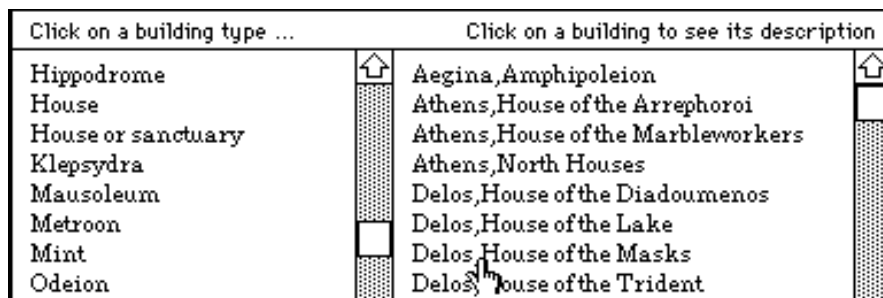 Click on a building type ...
Hippodrome
House
House or sanctuary
Klepsydra
Mausoleum
Metroon
Mint
Odeion
Click on a building to see its description
Aegina,Amphipoleion
Athens,House of the Arrephoroi
Athens,House of the Marbleworkers
Athens,North Houses
Delos,House of the Diadoumenos
Delos,House of the Lake
Delos,House of the Masks
Delos,House of the Trident